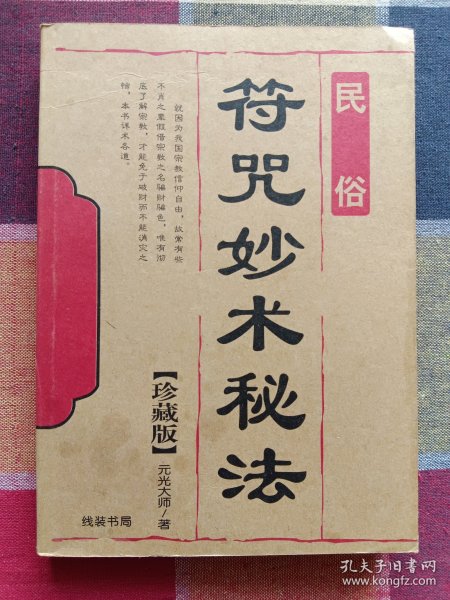 民俗
符咒妙术秘法
就因为我国宗教信仰自由，故常有些
不肖之辈假借宗教之名骗财骗色，唯有彻
底了解宗教，才能免于破财而不能消灾之
憾，本书详术各道。
【珍藏版】
元光大师/著
线装书局
孔夫子旧书网
www.kongfz.com